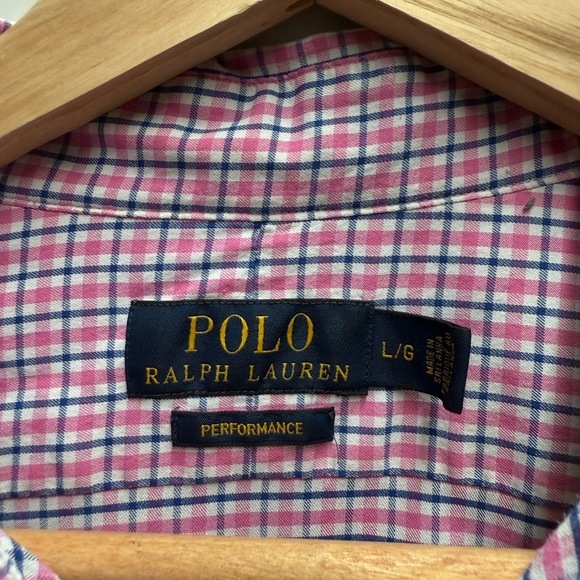 POLO
RALPH LAUREN
L/G
MADE IN
SRI LANKA
PERFORMANCE